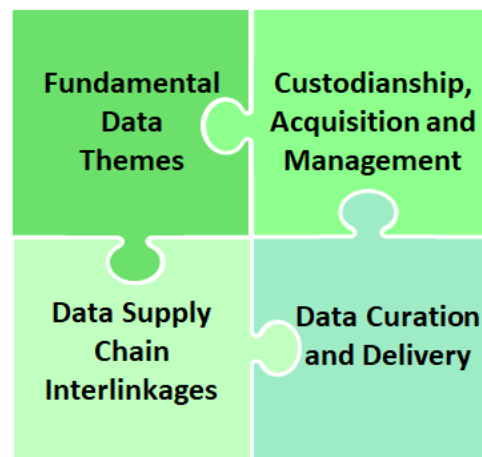 Fundamental
Data
Themes
Custodianship,
Acquisition and
Management
Data Supply
Chain
Interlinkages
Data Curation
and Delivery